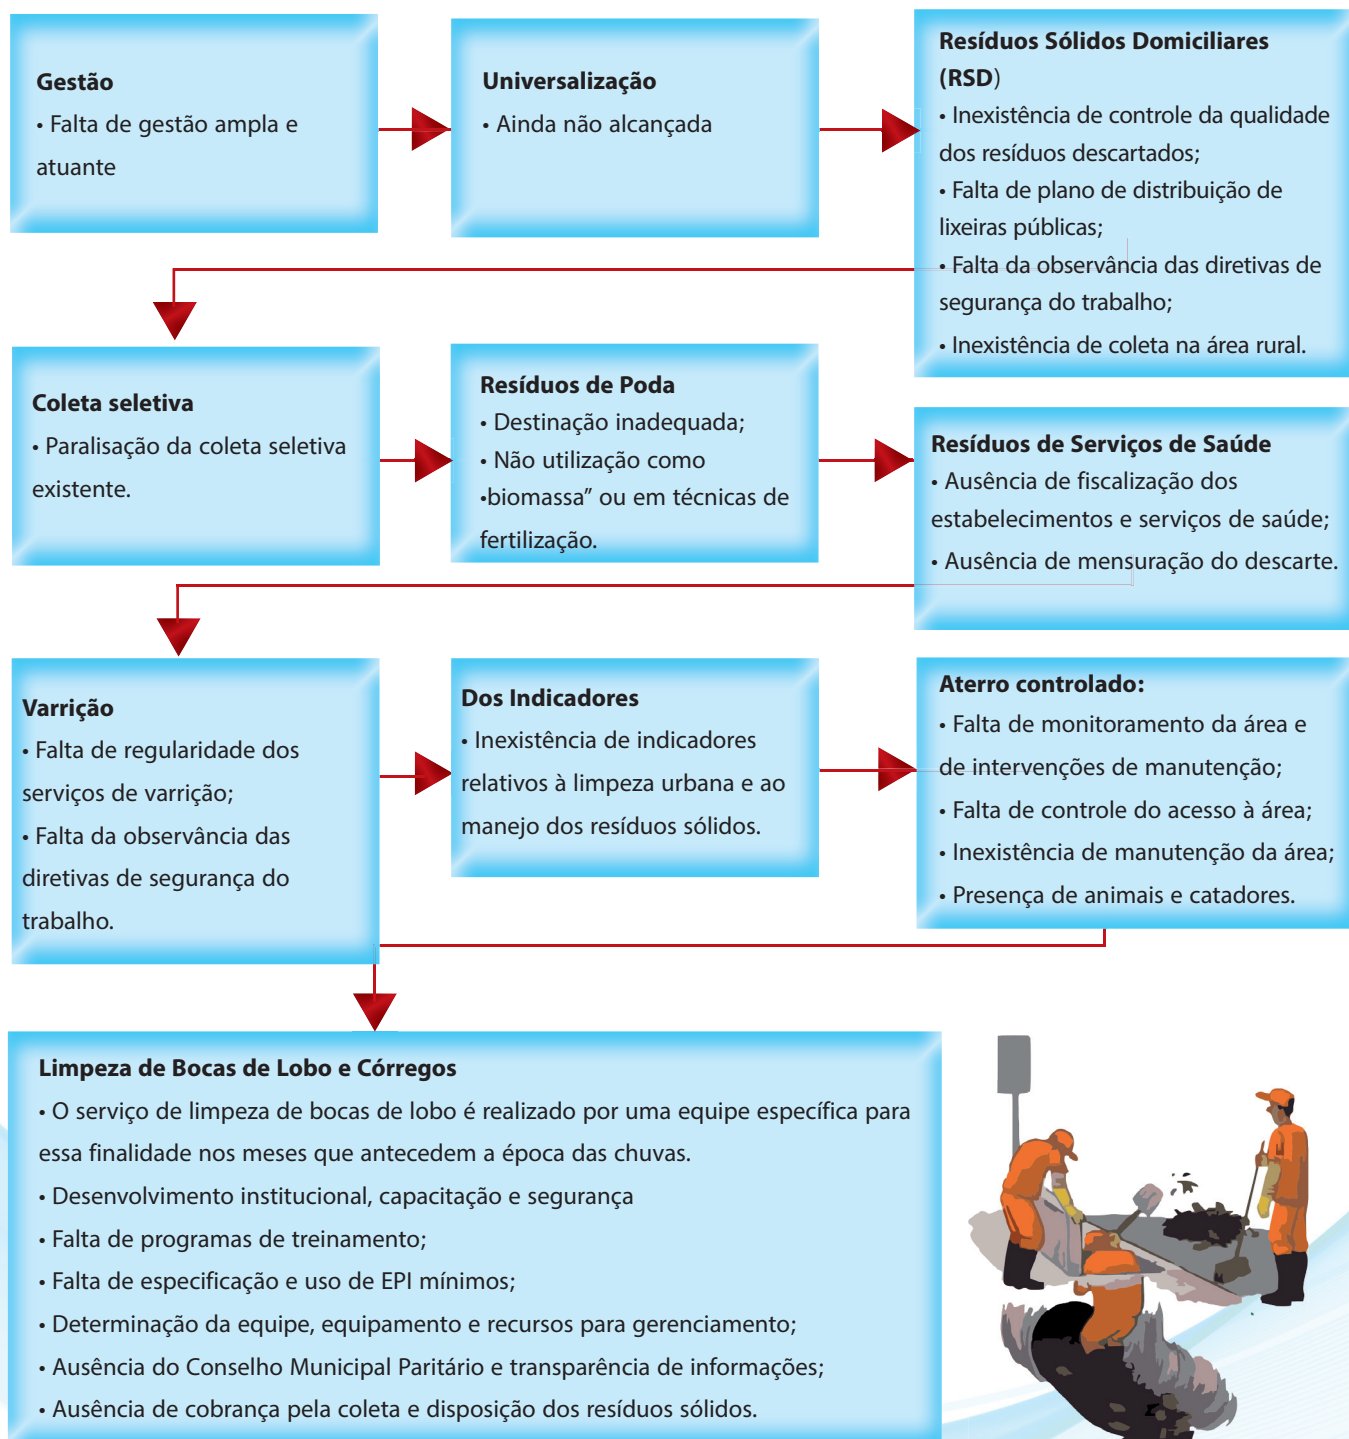 Gestão
• Falta de gestão ampla e
atuante
Universalização
• Ainda não alcançada
Resíduos Sólidos Domiciliares
(RSD)
• Inexistência de controle da qualidade
dos resíduos descartados;
• Falta de plano de distribuição de
lixeiras públicas;
• Falta da observância das diretivas de
segurança do trabalho;
• Inexistência de coleta na área rural.
Coleta seletiva
• Paralisação da coleta seletiva
existente.
Resíduos de Poda
• Destinação inadequada;
• Não utilização como
•biomassa” ou em técnicas de
fertilização.
Resíduos de Serviços de Saúde
• Ausência de fiscalização dos
estabelecimentos e serviços de saúde;
• Ausência de mensuração do descarte.
Varrição
• Falta de regularidade dos
serviços de varrição;
• Falta da observância das
diretivas de segurança do
trabalho.
Dos Indicadores
• Inexistência de indicadores
relativos à limpeza urbana e ao
manejo dos resíduos sólidos.
Aterro controlado:
• Falta de monitoramento da área e
de intervenções de manutenção;
• Falta de controle do acesso à área;
• Inexistência de manutenção da área;
• Presença de animais e catadores.
Limpeza de Bocas de Lobo e Córregos
• O serviço de limpeza de bocas de lobo é realizado por uma equipe específica para
essa finalidade nos meses que antecedem a época das chuvas.
• Desenvolvimento institucional, capacitação e segurança
• Falta de programas de treinamento;
• Falta de especificação e uso de EPI mínimos;
• Determinação da equipe, equipamento e recursos para gerenciamento;
• Ausência do Conselho Municipal Paritário e transparência de informações;
• Ausência de cobrança pela coleta e disposição dos resíduos sólidos.